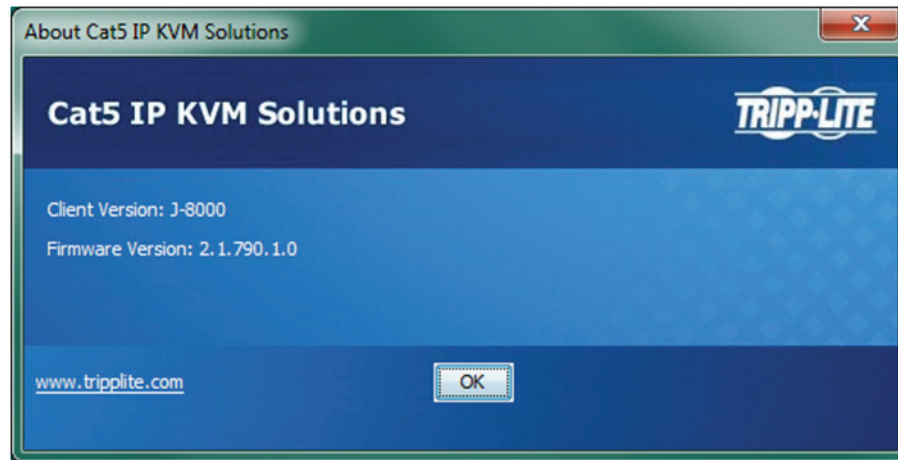 About Cat5 IP KVM Solutions
Cat5 IP KVM Solutions
TRIPP·LITE
Client Version: J-8000
Firmware Version: 2.1.790.1.0
www.tripplite.com
OK